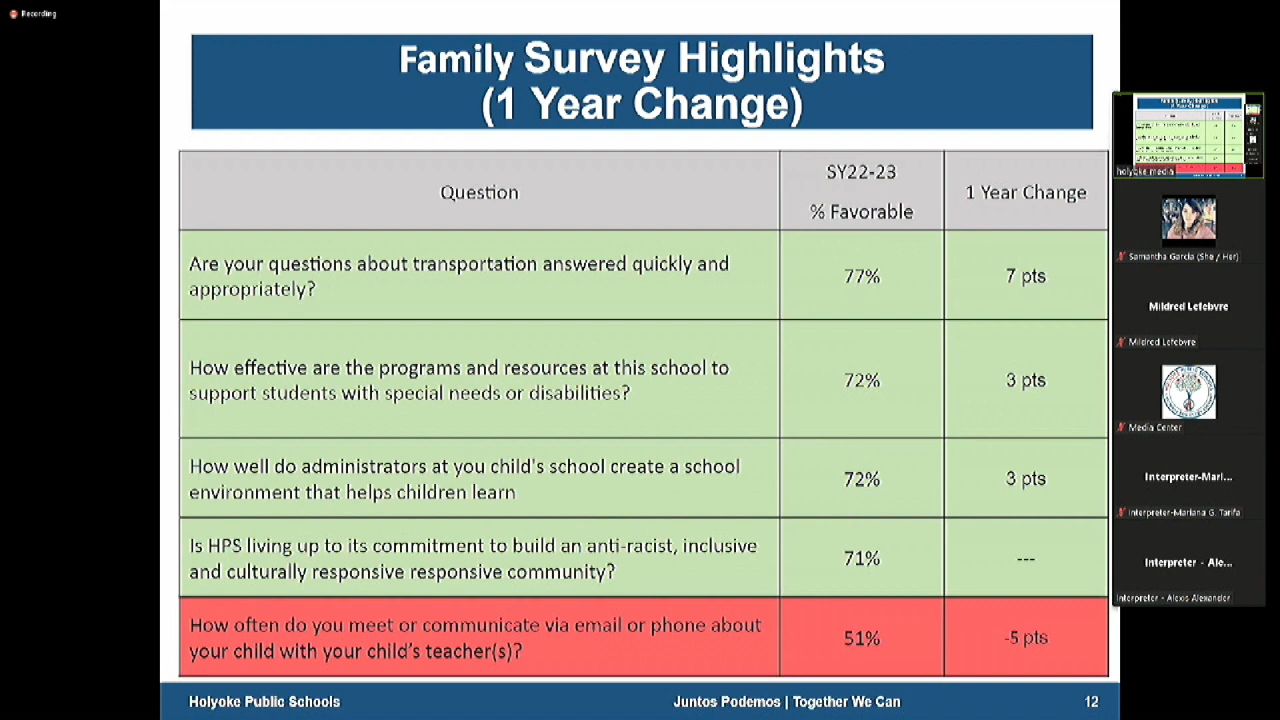 Recording
Family Survey Highlights
(1 Year Change)
Question
SY22-23
% Favorable
1 Year Change
Are your questions about transportation answered quickly and
appropriately?
77%
7 pts
How effective are the programs and resources at this school to
support students with special needs or disabilities?
72%
3 pts
How well do administrators at you child's school create a school
environment that helps children learn
72%
3 pts
Is HPS living up to its commitment to build an anti-racist, inclusive
and culturally responsive responsive community?
71%
---
How often do you meet or communicate via email or phone about
your child with your child's teacher(s)?
51%
-5 pts
Holyoke Public Schools
Juntos Podemos | Together We Can
12
holyoke media
Samantha Garcia (She / Her)
Mildred Lefebvre
Mildred Lefebvre
Media Center
Interpreter-Mari...
Interpreter-Mariana G. Tarifa
Interpreter - Ale...
Interpreter - Alexis Alexander